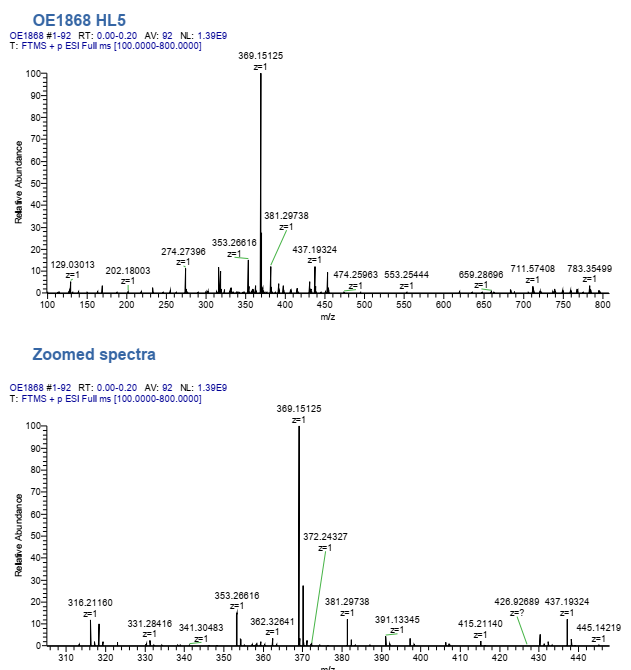 OE1868 HL5
OE1868 #1-92 RT: 0.00-0.20 AV: 92 NL: 1.39E9
T: FTMS + p ESI Full ms [100.0000-800.0000]
369.15125
z=1
100
90
80
70
60
50
40
30
20
10
0
Relative Abundance
129.03013
z=1
202.18003
z=1
274.27396
z=1
353.26616
z=1
381.29738
z=1
437.19324
z=1
474.25963
z=1
553.25444
z=1
659.28696
z=1
711.57408
z=1
783.35499
z=1
100 150 200 250 300 350 400 450 500 550 600 650 700 750 800
m/z
Zoomed spectra
OE1868 #1-92 RT: 0.00-0.20 AV: 92 NL: 1.39E9
T: FTMS + p ESI Full ms [100.0000-800.0000]
369.15125
z=1
100
90
80
70
60
50
40
30
20
10
0
Relative Abundance
316.21160
z=1
331.28416
z=1
341.30483
z=1
353.26616
z=1
362.32641
z=1
372.24327
z=1
381.29738
z=1
391.13345
z=1
415.21140
z=1
426.92689
z=?
437.19324
z=1
445.14219
z=1
310 320 330 340 350 360 370 380 390 400 410 420 430 440
m/z